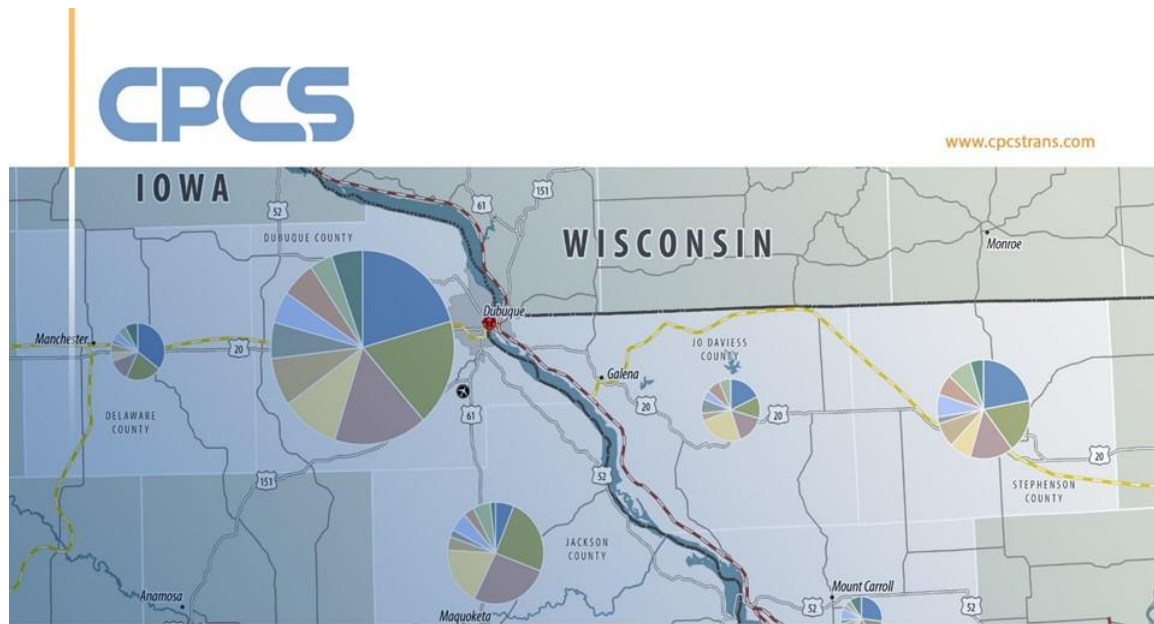 CPCS
www.cpcstrans.com
IOWA
WISCONSIN
52
61
151
DUBUQUE COUNTY
Monroe
Dubuque
Manchester
20
JO DAVIESS
COUNTY
Galena
20
20
DELAWARE
COUNTY
61
20
151
52
STEPHENSON
COUNTY
JACKSON
COUNTY
Anamosa
Maquoketa
Mount Carroll
52
52